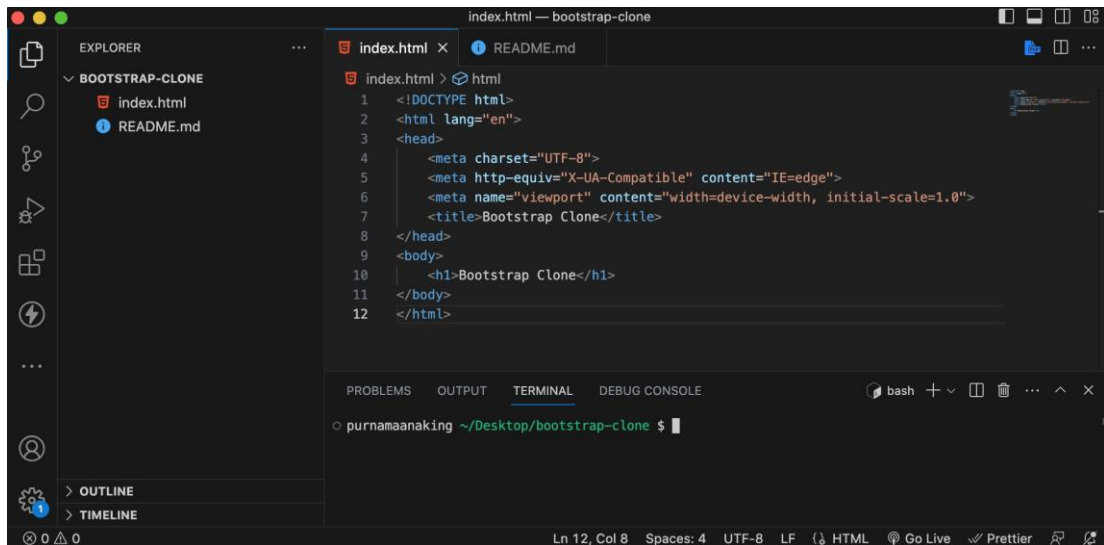 index.html — bootstrap-clone
EXPLORER
BOOTSTRAP-CLONE
index.html
README.md
OUTLINE
TIMELINE
index.html
README.md
index.html > html
1 <!DOCTYPE html>
2 <html lang="en">
3 <head>
4 <meta charset="UTF-8">
5 <meta http-equiv="X-UA-Compatible" content="IE=edge">
6 <meta name="viewport" content="width=device-width, initial-scale=1.0">
7 <title>Bootstrap Clone</title>
8 </head>
9 <body>
10 <h1>Bootstrap Clone</h1>
11 </body>
12 </html>
PROBLEMS OUTPUT TERMINAL DEBUG CONSOLE bash
purnamaanaking ~/Desktop/bootstrap-clone $
1
0 0 Ln 12, Col 8 Spaces: 4 UTF-8 LF HTML Go Live Prettier